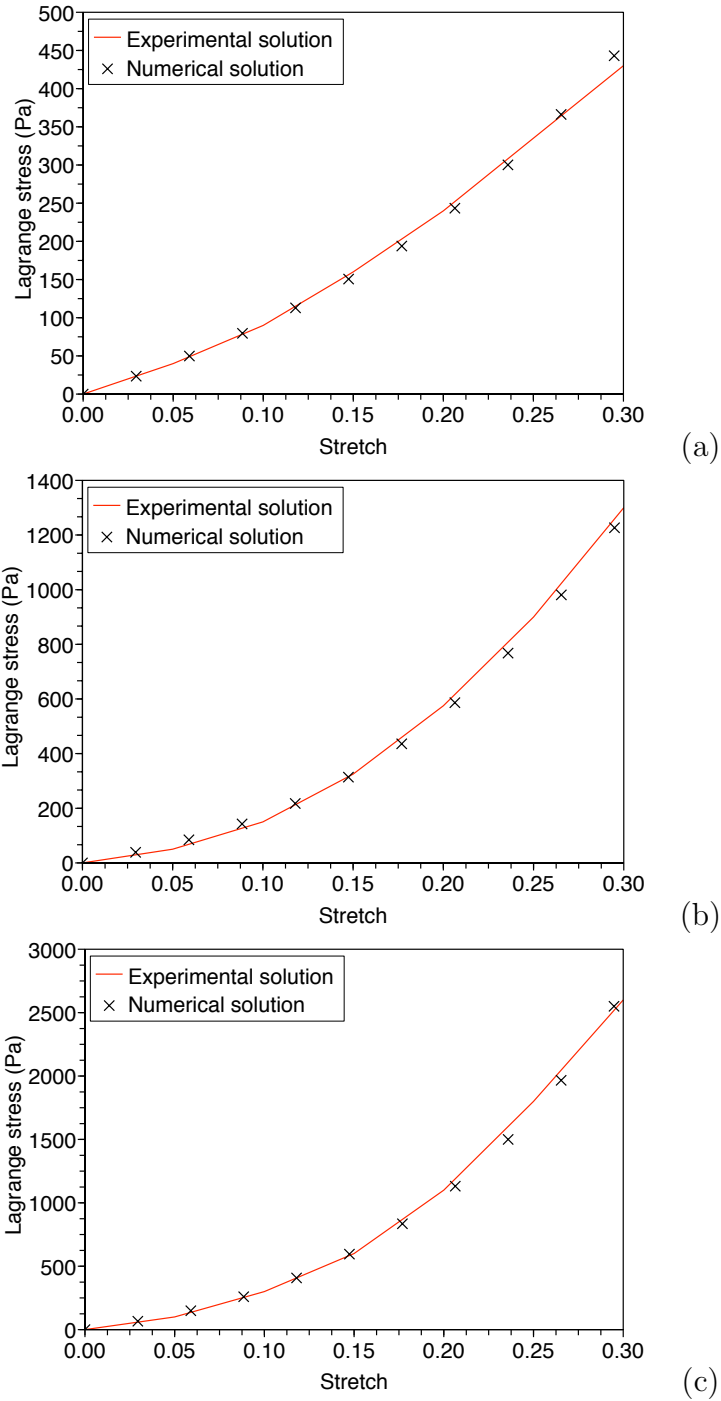 500
450
400
350
300
250
200
150
100
50
0
Lagrange stress (Pa)
Experimental solution
Numerical solution
0.00 0.05 0.10 0.15 0.20 0.25 0.30
Stretch
(a)
1400
1200
1000
800
600
400
200
0
Lagrange stress (Pa)
Experimental solution
Numerical solution
0.00 0.05 0.10 0.15 0.20 0.25 0.30
Stretch
(b)
3000
2500
2000
1500
1000
500
0
Lagrange stress (Pa)
Experimental solution
Numerical solution
0.00 0.05 0.10 0.15 0.20 0.25 0.30
Stretch
(c)